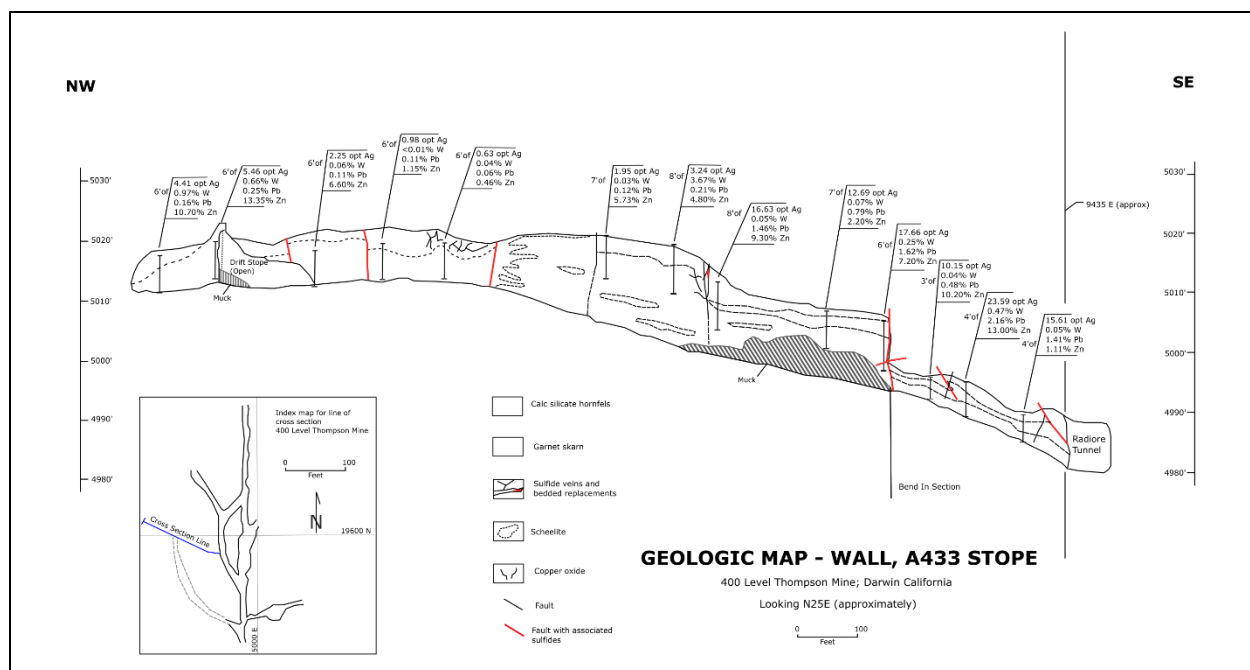 NW
SE
6'of
4.41 opt Ag
0.97% W
0.16% Pb
10.70% Zn
6'of
5.46 opt Ag
0.66% W
0.25% Pb
13.35% Zn
6'of
2.25 opt Ag
0.06% W
0.11% Pb
6.60% Zn
6'of
0.98 opt Ag
<0.01% W
0.11% Pb
1.15% Zn
6'of
0.63 opt Ag
0.04% W
0.06% Pb
0.46% Zn
7'of
1.95 opt Ag
0.03% W
0.12% Pb
5.73% Zn
8'of
3.24 opt Ag
3.67% W
0.21% Pb
4.80% Zn
8'of
16.63 opt Ag
0.05% W
1.46% Pb
9.30% Zn
7'of
12.69 opt Ag
0.07% W
0.79% Pb
2.20% Zn
6'of
17.66 opt Ag
0.25% W
1.62% Pb
7.20% Zn
3'of
10.15 opt Ag
0.04% W
0.48% Pb
10.20% Zn
4'of
23.59 opt Ag
0.47% W
2.16% Pb
13.00% Zn
4'of
15.61 opt Ag
0.05% W
1.41% Pb
1.11% Zn
9435 E (approx)
5030'
5020'
5010'
5000'
4990'
4980'
5030'
5020'
5010'
5000'
4990'
4980'
Drift Stope
(Open)
Muck
Muck
Radiore
Tunnel
Bend In Section
Index map for line of
cross section
400 Level Thompson Mine
0 100
Feet
N
19600 N
Cross Section Line
5000 E
Calc silicate hornfels
Garnet skarn
Sulfide veins and
bedded replacements
Scheelite
Copper oxide
Fault
Fault with associated
sulfides
GEOLOGIC MAP - WALL, A433 STOPE
400 Level Thompson Mine; Darwin California
Looking N25E (approximately)
0 100
Feet